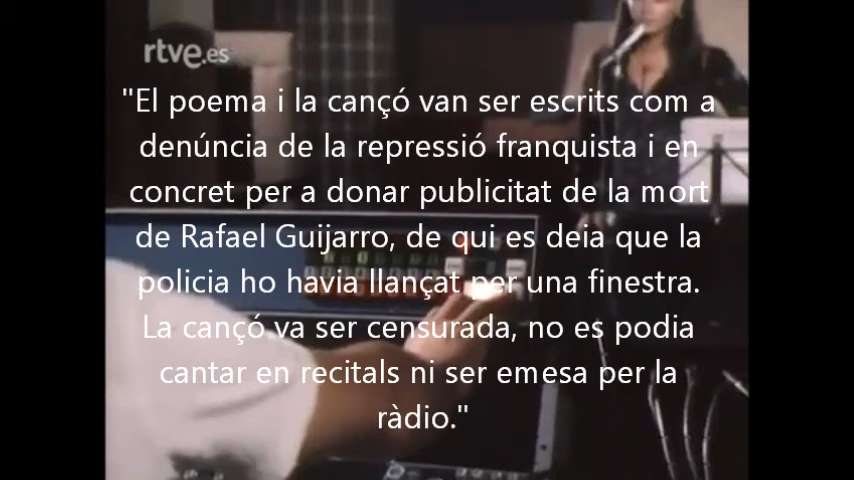 rtve.es
"El poema i la cançó van ser escrits com a
denúncia de la repressió franquista i en
concret per a donar publicitat de la mort
de Rafael Guijarro, de qui es deia que la
policia ho havia llançat per una finestra.
La cançó va ser censurada, no es podia
cantar en recitals ni ser emesa per la
ràdio."